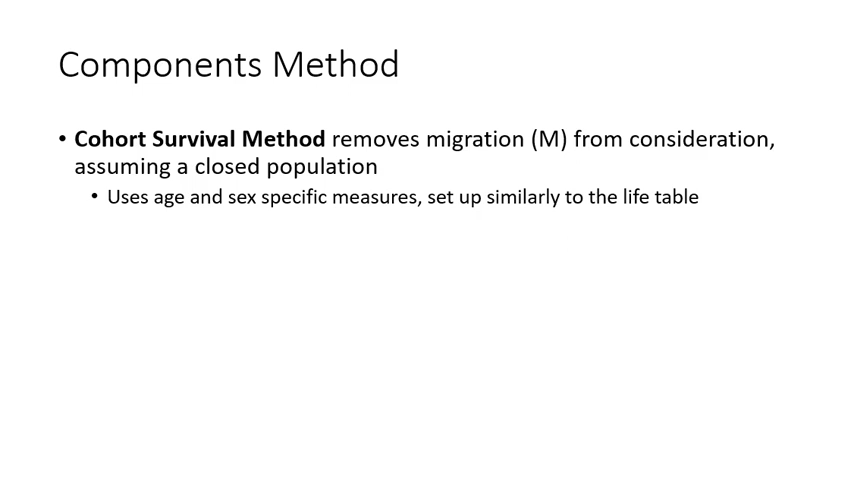 Components Method
• Cohort Survival Method removes migration (M) from consideration,
assuming a closed population
• Uses age and sex specific measures, set up similarly to the life table